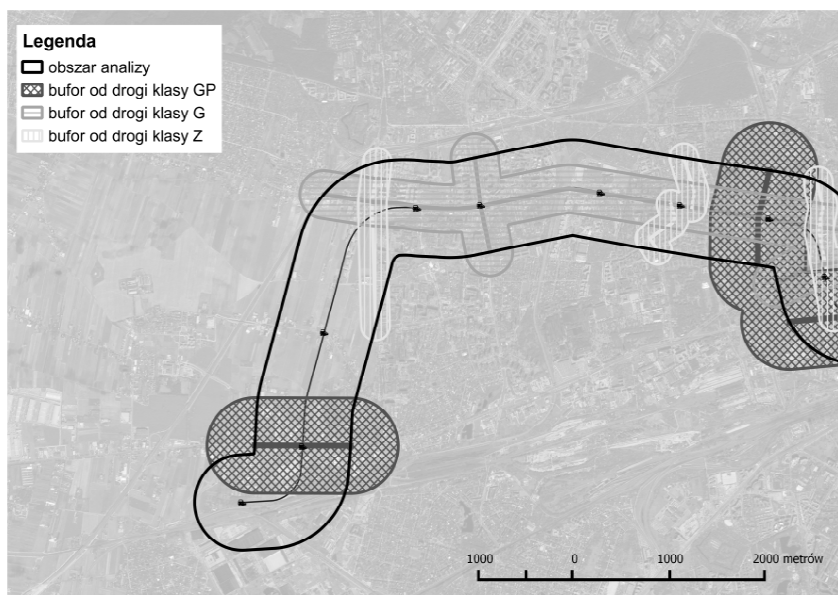 Legenda
obszar analizy
bufor od drogi klasy GP
bufor od drogi klasy G
bufor od drogi klasy Z
1000 0 1000 2000 metrów